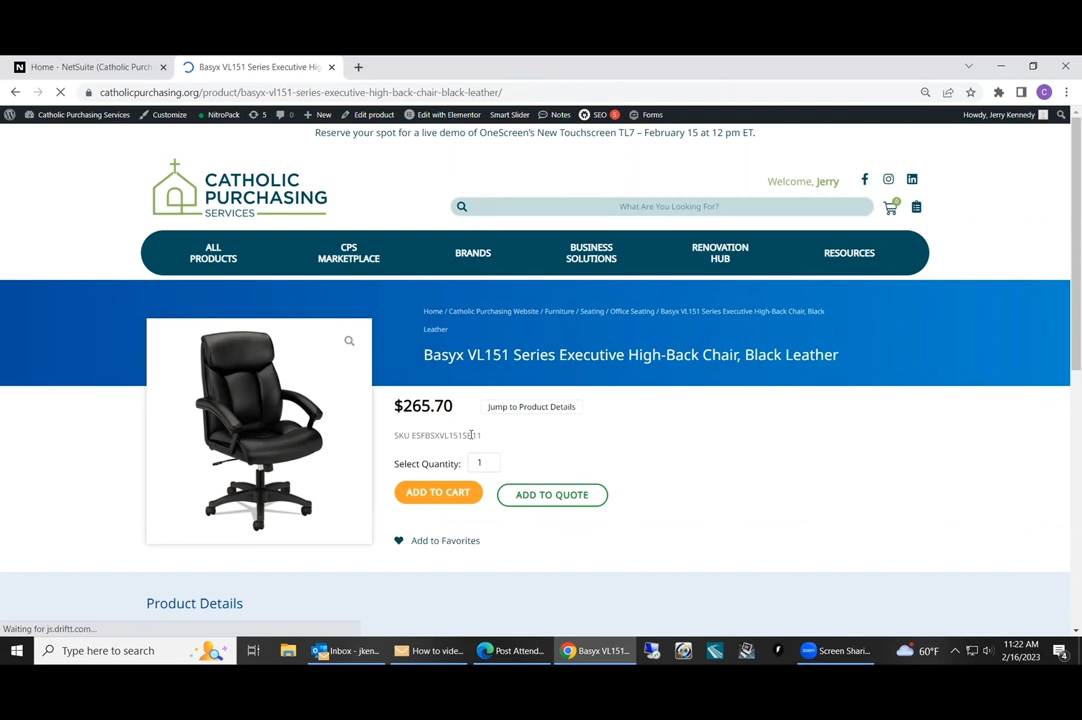 Home - NetSuite (Catholic Purch
Basyx VL151 Series Executive Hig
catholicpurchasing.org/product/basyx-vl151-series-executive-high-back-chair-black-leather/
C
Catholic Purchasing Services Customize NitroPack 5 0 New Edit product Edit with Elementor Smart Slider Notes SEO 5 Forms Howdy, Jerry Kennedy
Reserve your spot for a live demo of OneScreen's New Touchscreen TL7 – February 15 at 12 pm ET.
CATHOLIC
PURCHASING
SERVICES
Welcome, Jerry
What Are You Looking For?
0
ALL
PRODUCTS
CPS
MARKETPLACE
BRANDS
BUSINESS
SOLUTIONS
RENOVATION
HUB
RESOURCES
Home / Catholic Purchasing Website / Furniture / Seating / Office Seating / Basyx VL151 Series Executive High-Back Chair, Black
Leather
Basyx VL151 Series Executive High-Back Chair, Black Leather
$265.70 Jump to Product Details
SKU
Select Quantity: 1
ADD TO CART ADD TO QUOTE
Add to Favorites
Product Details
Waiting for js.driftt.com...
Type here to search
Inbox - jken...
How to vide...
Post Attend...
Basyx VL151...
Screen Shari...
60°F
11:22 AM
2/16/2023
4